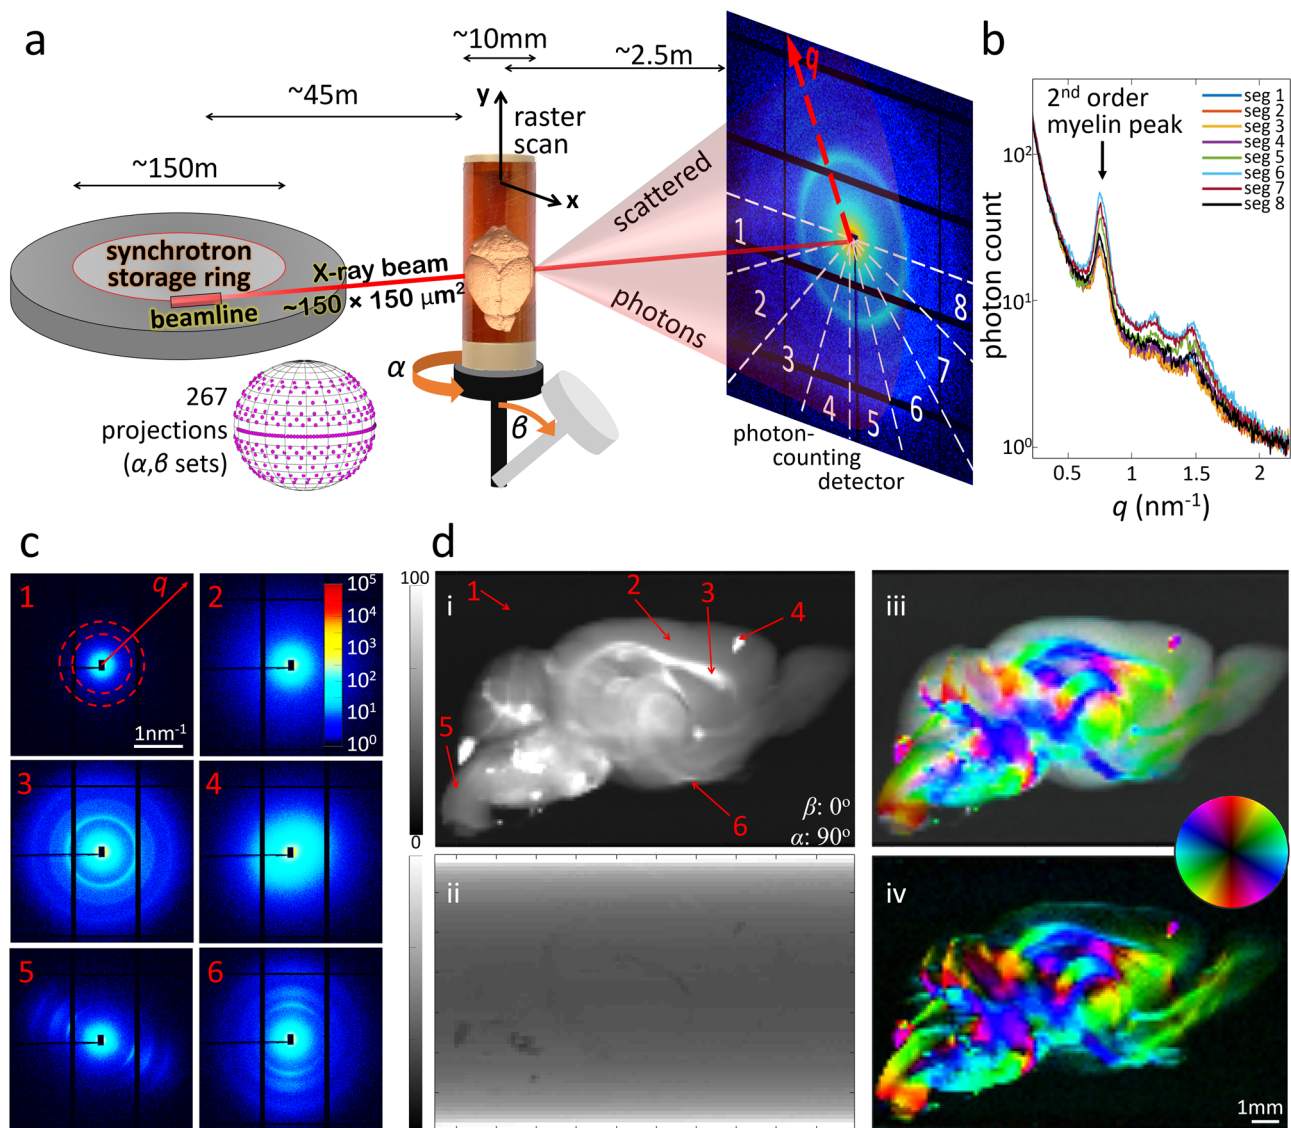 a
~10mm
~2.5m
q
~45m
y
raster
scan
x
~150m
synchrotron
storage ring
X-ray beam
~150 × 150 µm²
beamline
scattered
photons
1
2
3
4
5
6
7
8
α
β
267
projections
(α,β sets)
photon-
counting
detector
b
2nd order
myelin peak
seg 1
seg 2
seg 3
seg 4
seg 5
seg 6
seg 7
seg 8
10²
10¹
10⁰
photon count
0.5
1
1.5
2
q (nm⁻¹)
c
1
q
1nm⁻¹
2
10⁵
10⁴
10³
10²
10¹
10⁰
3
4
5
6
d
100
0
i
1
2
3
4
5
6
β: 0º
α: 90º
ii
iii
iv
1mm